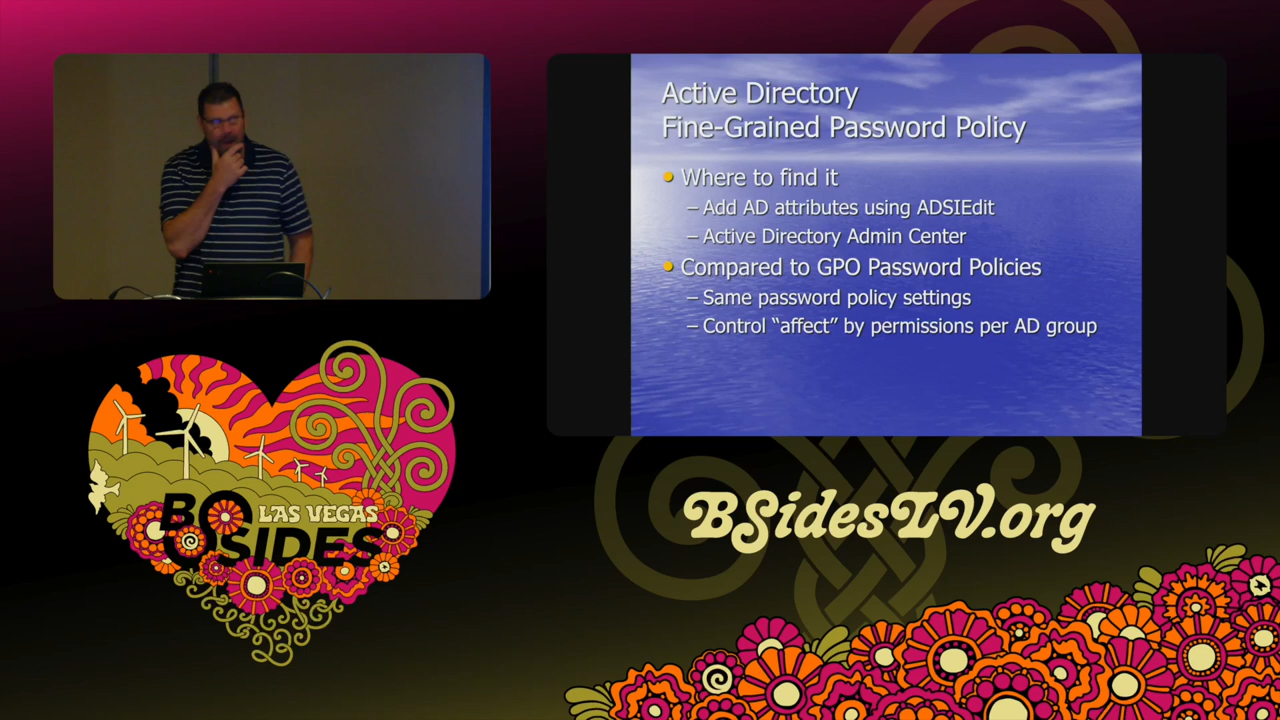 Active Directory
Fine-Grained Password Policy
• Where to find it
– Add AD attributes using ADSIEdit
– Active Directory Admin Center
• Compared to GPO Password Policies
– Same password policy settings
– Control “affect” by permissions per AD group
LAS VEGAS
BSIDES
23
BSidesLV.org